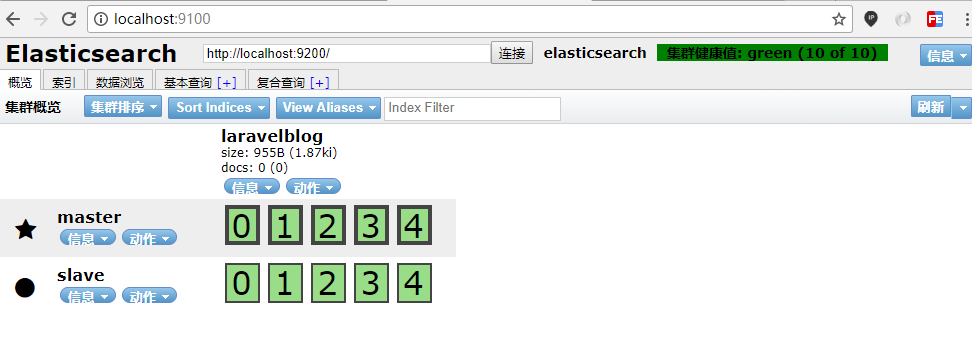 localhost:9100
Elasticsearch http://localhost:9200/ 连接 elasticsearch 集群健康值: green (10 of 10) 信息
概览 索引 数据浏览 基本查询 [+] 复合查询 [+]
集群概览 集群排序 Sort Indices View Aliases Index Filter 刷新
laravelblog
size: 955B (1.87ki)
docs: 0 (0)
信息 动作
master 0 1 2 3 4
信息 动作
slave 0 1 2 3 4
信息 动作